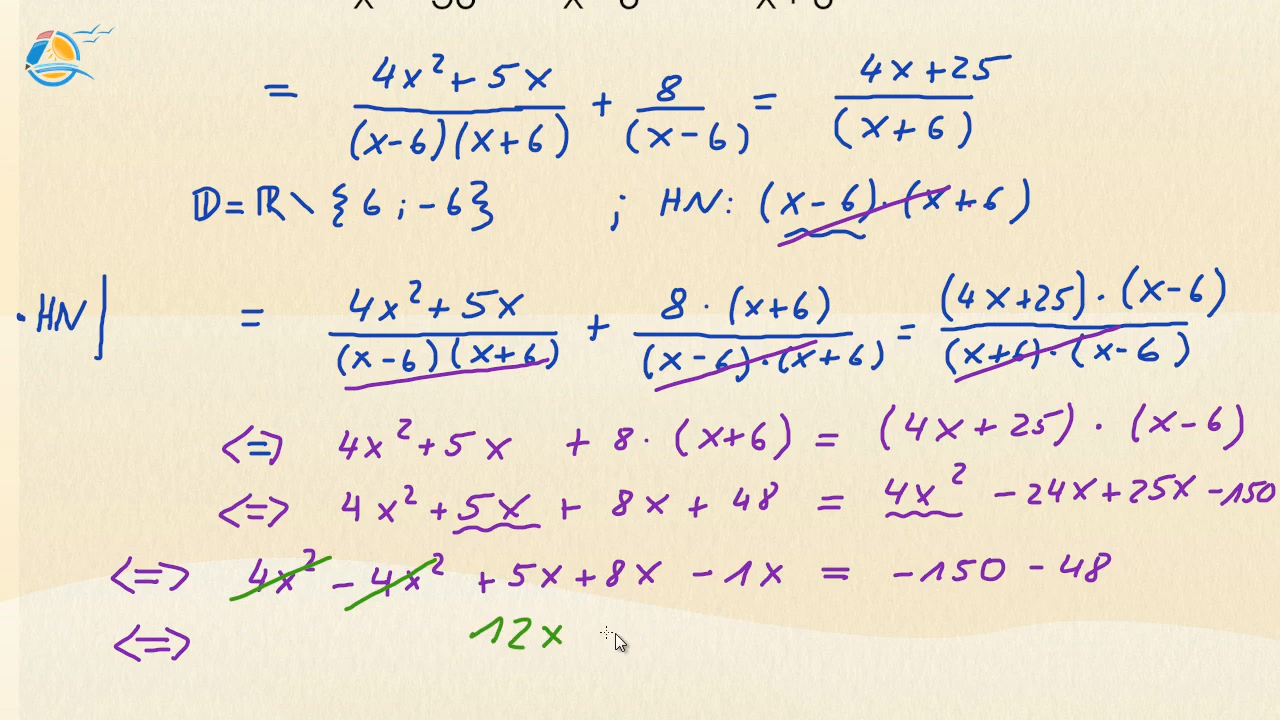 = (4x² + 5x)/((x-6)(x+6)) + 8/(x-6) = (4x+25)/(x+6)
𝔻 = ℝ \ {6 ; -6} ; HN: (x-6)·(x+6)
·HN| = (4x² + 5x)/((x-6)(x+6)) + (8·(x+6))/((x-6)·(x+6)) = ((4x+25)·(x-6))/((x+6)·(x-6))
<=> 4x² + 5x + 8·(x+6) = (4x+25)·(x-6)
<=> 4x² + 5x + 8x + 48 = 4x² - 24x + 25x - 150
<=> 4x² - 4x² + 5x + 8x - 1x = -150 - 48
<=> 12x